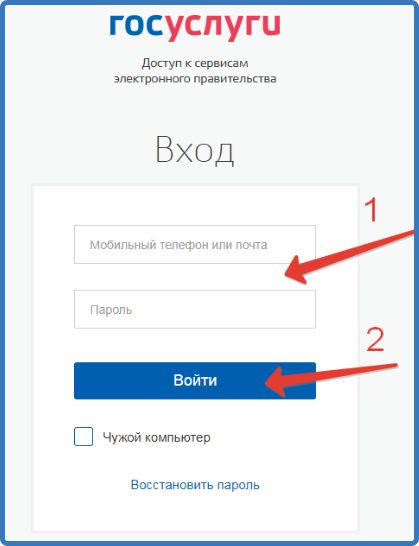 госуслуги
Доступ к сервисам
электронного правительства
Вход
1
Мобильный телефон или почта
Пароль
2
Войти
Чужой компьютер
Восстановить пароль